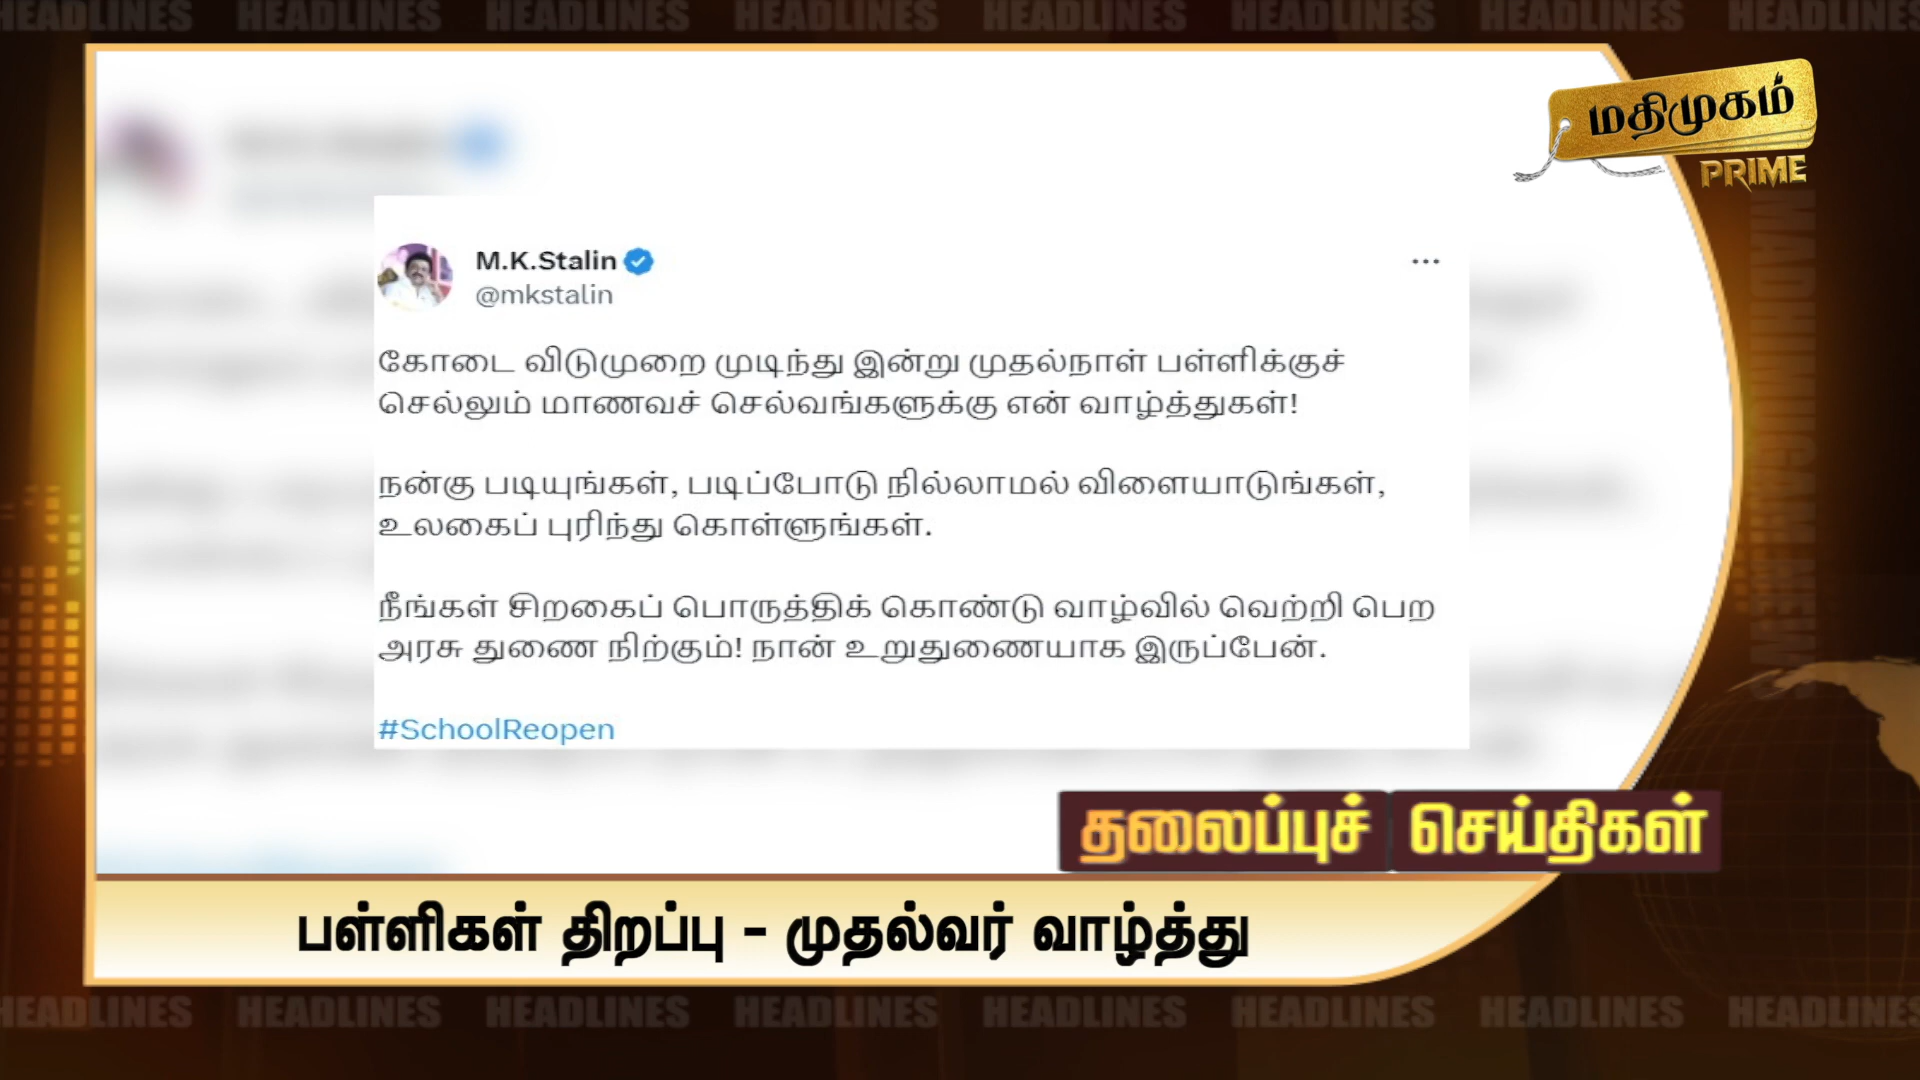 HEADLINES HEADLINES HEADLINES HEADLINES HEADLINES HEADLINES HEADLINES HEADLINES
மதிமுகம்
PRIME
M.K.Stalin
@mkstalin
கோடை விடுமுறை முடிந்து இன்று முதல்நாள் பள்ளிக்குச்
செல்லும் மாணவச் செல்வங்களுக்கு என் வாழ்த்துகள்!
நன்கு படியுங்கள், படிப்போடு நில்லாமல் விளையாடுங்கள்,
உலகைப் புரிந்து கொள்ளுங்கள்.
நீங்கள் சிறகைப் பொருத்திக் கொண்டு வாழ்வில் வெற்றி பெற
அரசு துணை நிற்கும்! நான் உறுதுணையாக இருப்பேன்.
#SchoolReopen
தலைப்புச் செய்திகள்
பள்ளிகள் திறப்பு - முதல்வர் வாழ்த்து
HEADLINES HEADLINES HEADLINES HEADLINES HEADLINES HEADLINES HEADLINES HEADLINES